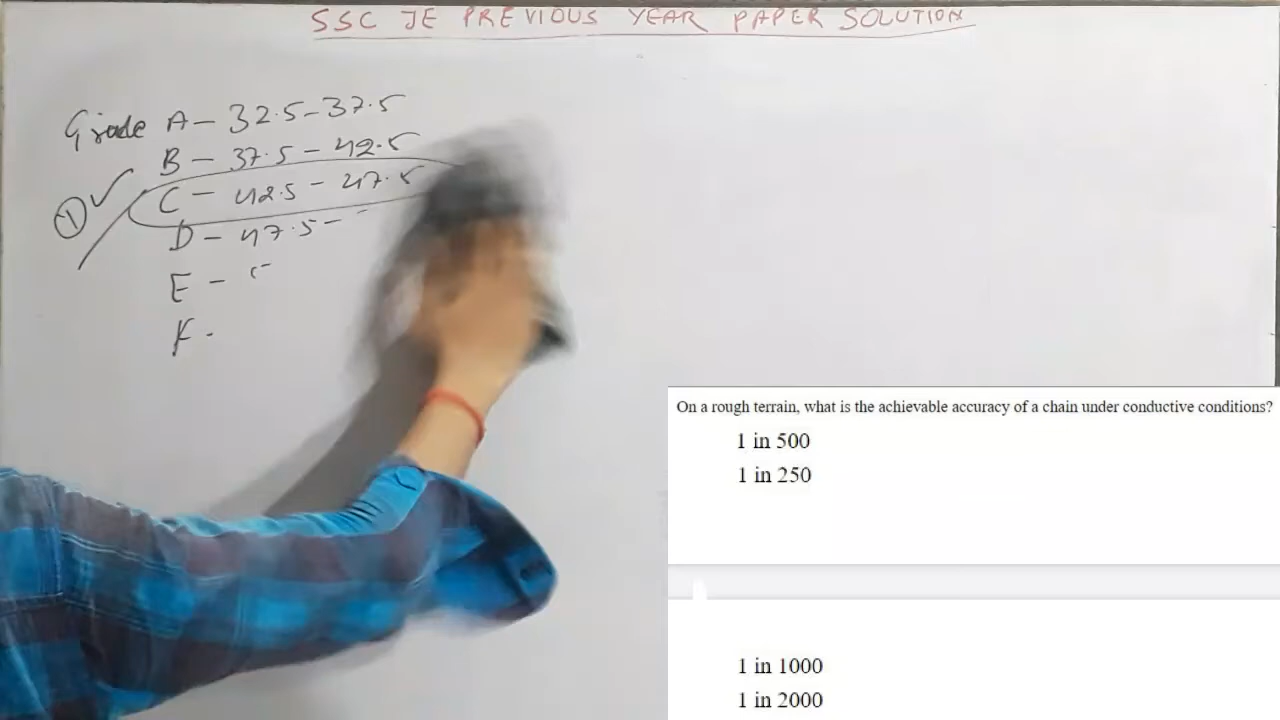 SSC JE PREVIOUS YEAR PAPER SOLUTION
Grade A - 32.5 - 37.5
B - 37.5 - 42.5
① ✓ C - 42.5 - 47.5
D - 47.5 -
E -
F -
On a rough terrain, what is the achievable accuracy of a chain under conductive conditions?
1 in 500
1 in 250
1 in 1000
1 in 2000